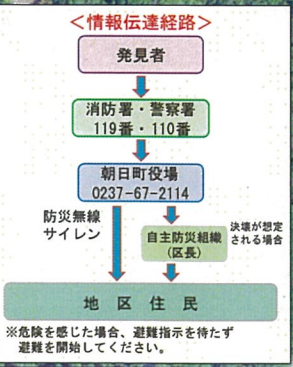 ＜情報伝達経路＞
発見者
消防署・警察署
119番・110番
朝日町役場
0237-67-2114
防災無線
サイレン
自主防災組織
(区長)
決壊が想定
される場合
地区住民
※危険を感じた場合、避難指示を待たず
避難を開始してください。